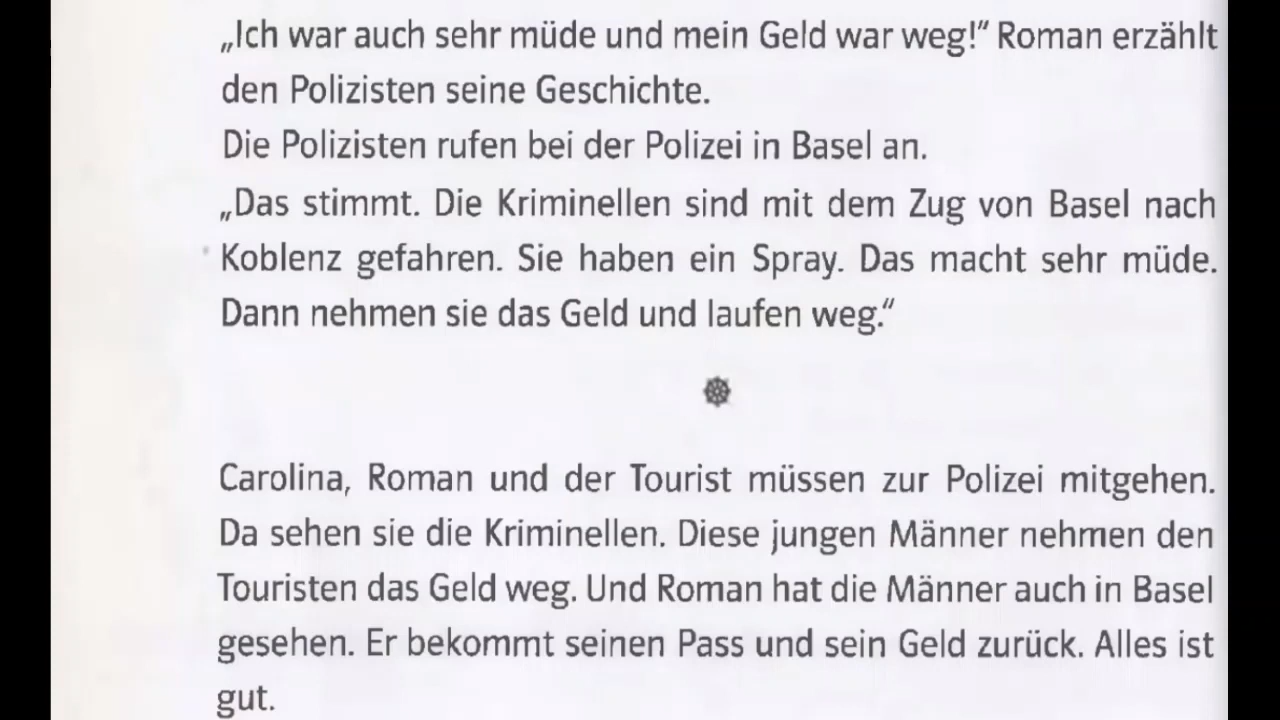 „Ich war auch sehr müde und mein Geld war weg!“ Roman erzählt
den Polizisten seine Geschichte.
Die Polizisten rufen bei der Polizei in Basel an.
„Das stimmt. Die Kriminellen sind mit dem Zug von Basel nach
Koblenz gefahren. Sie haben ein Spray. Das macht sehr müde.
Dann nehmen sie das Geld und laufen weg.“
Carolina, Roman und der Tourist müssen zur Polizei mitgehen.
Da sehen sie die Kriminellen. Diese jungen Männer nehmen den
Touristen das Geld weg. Und Roman hat die Männer auch in Basel
gesehen. Er bekommt seinen Pass und sein Geld zurück. Alles ist
gut.